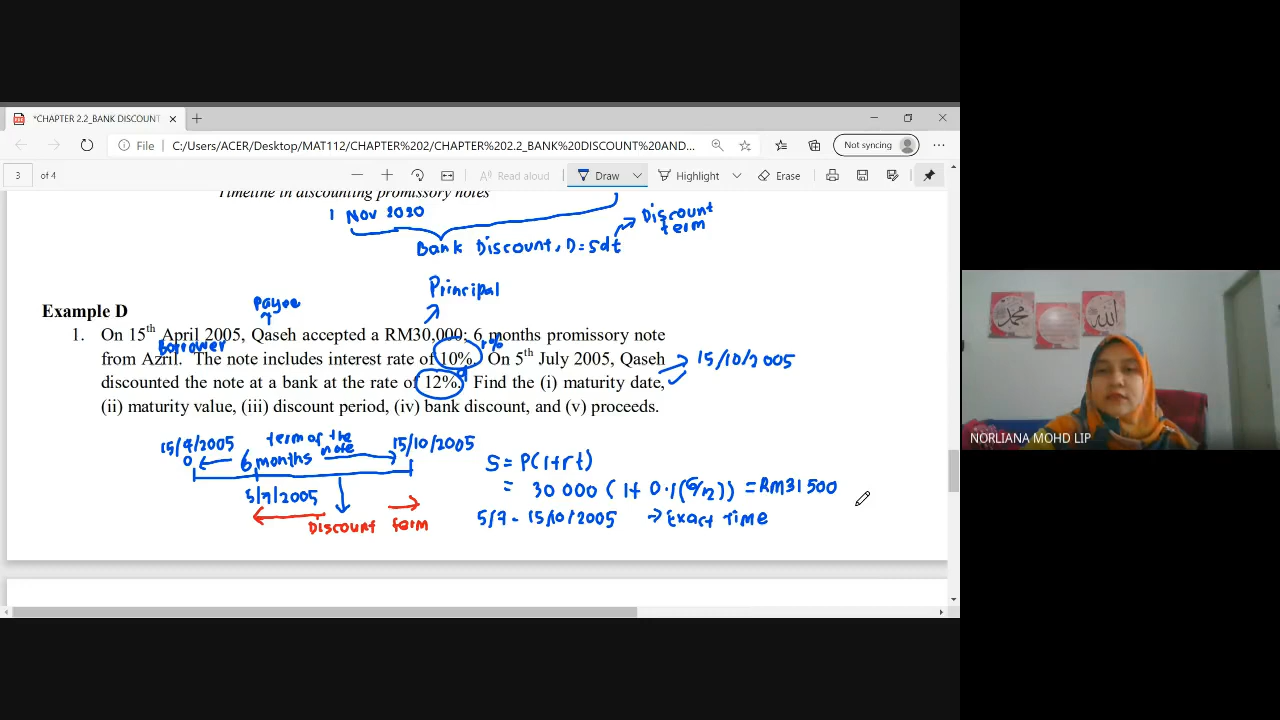 *CHAPTER 2.2_BANK DISCOUNT
File C:/Users/ACER/Desktop/MAT112/CHAPTER%202/CHAPTER%202.2_BANK%20DISCOUNT%20AND... Not syncing
3 of 4 Read aloud Draw Highlight Erase
Timeline in discounting promissory notes
1 Nov 2020
Discount term
Bank Discount, D = Sdt
Principal
Example D
Payee
1. On 15th April 2005, Qaseh accepted a RM30,000; 6 months promissory note
Borrower
r%
from Azril. The note includes interest rate of 10%. On 5th July 2005, Qaseh
15/10/2005
d
discounted the note at a bank at the rate of 12%. Find the (i) maturity date,
(ii) maturity value, (iii) discount period, (iv) bank discount, and (v) proceeds.
15/4/2005 term of the note 15/10/2005
0 6 months
S = P(1+rt)
5/7/2005
= 30 000 (1+ 0.1(6/12)) = RM31 500
Discount term
5/7 - 15/10/2005 → Exact Time
NORLIANA MOHD LIP
محمد
الله